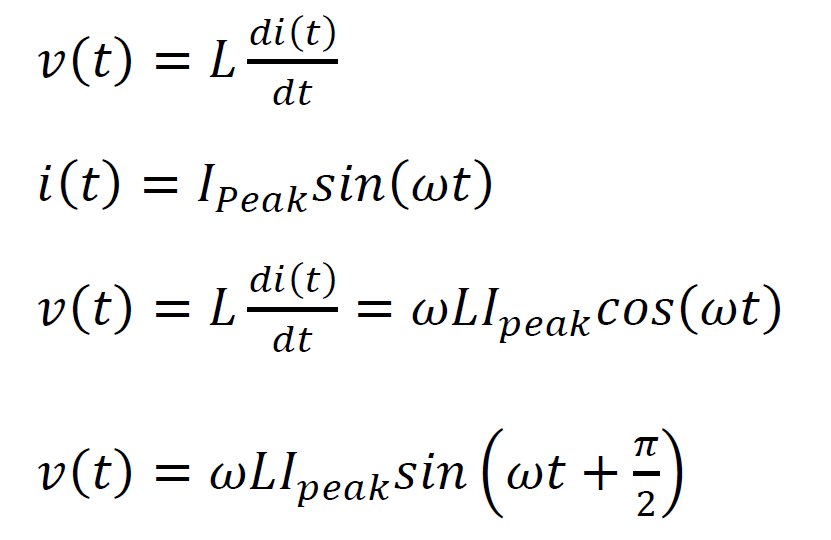 v(t) = L di(t)/dt
i(t) = I_Peak sin(ωt)
v(t) = L di(t)/dt = ωLI_peak cos(ωt)
v(t) = ωLI_peak sin(ωt + π/2)